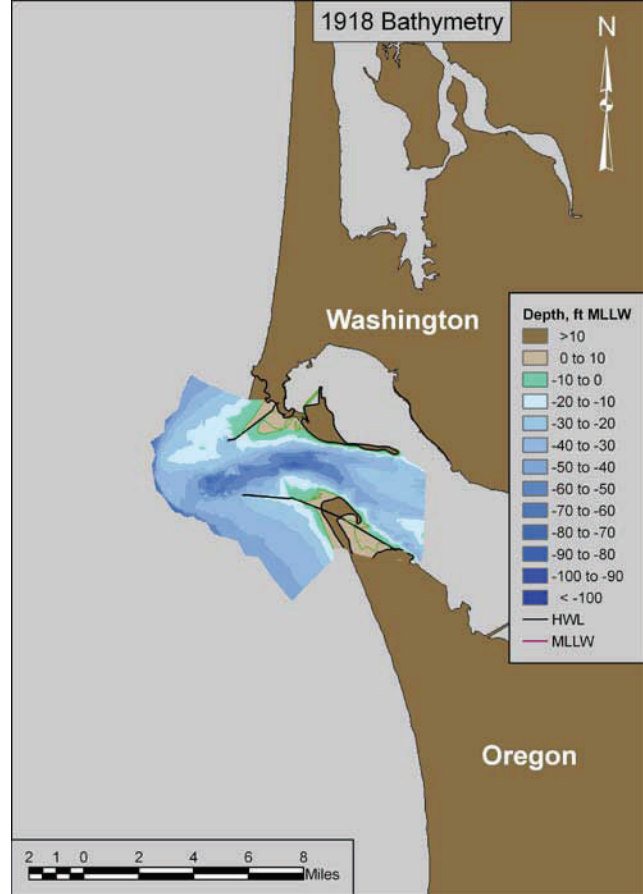 1918 Bathymetry
N
Washington
Depth, ft MLLW
>10
0 to 10
-10 to 0
-20 to -10
-30 to -20
-40 to -30
-50 to -40
-60 to -50
-70 to -60
-80 to -70
-90 to -80
-100 to -90
< -100
HWL
MLLW
Oregon
2 1 0 2 4 6 8
Miles